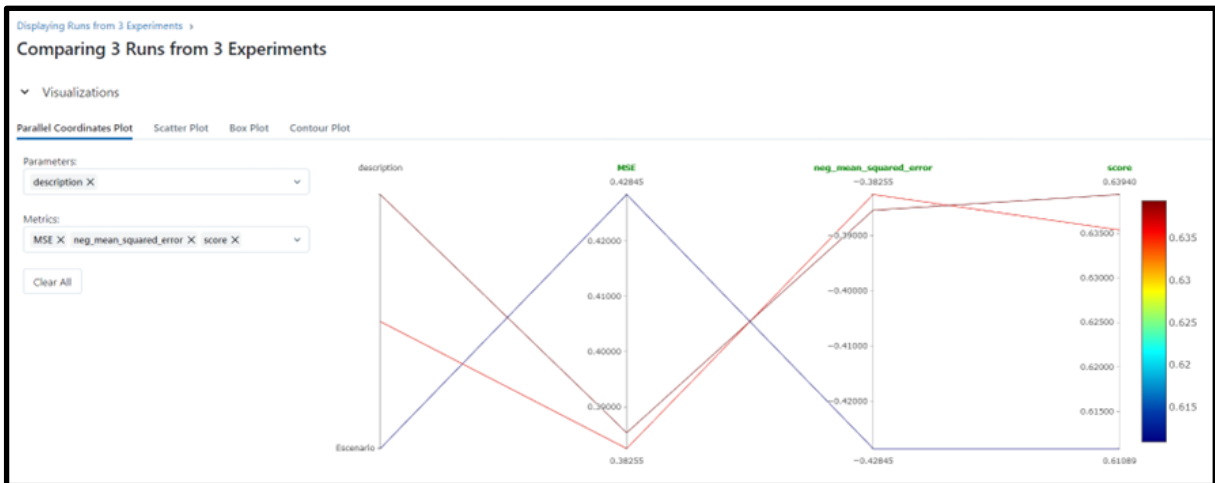 Displaying Runs from 3 Experiments >
Comparing 3 Runs from 3 Experiments
Visualizations
Parallel Coordinates Plot Scatter Plot Box Plot Contour Plot
Parameters:
description X
Metrics:
MSE X neg_mean_squared_error X score X
Clear All
description MSE neg_mean_squared_error score
0.42845 −0.38255 0.63940
0.42000
0.41000
0.40000
0.39000
−0.39000
−0.40000
−0.41000
−0.42000
0.63500
0.63000
0.62500
0.62000
0.61500
Escenario
0.38255 −0.42845 0.61089
0.635
0.63
0.625
0.62
0.615